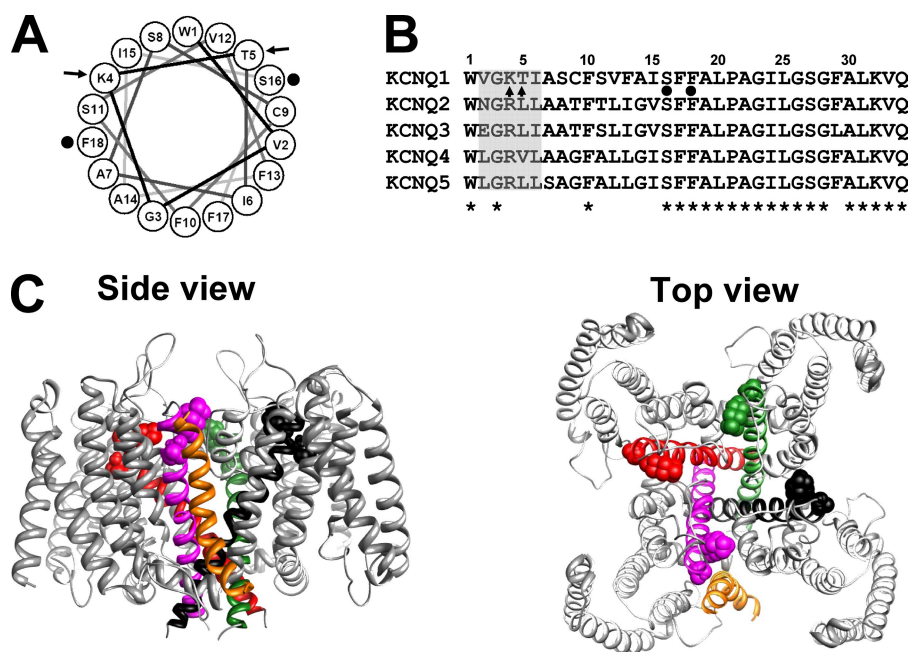 A
B
W1
S8
V12
I15
T5
K4
S16
S11
C9
F18
V2
A7
F13
A14
I6
G3
F17
F10
1 5 10 15 20 25 30
KCNQ1 WVGKTIASCFSVFAISFFALPAGILGSGFALKVQ
KCNQ2 WNGRLLAATFTLIGVSFFALPAGILGSGFALKVQ
KCNQ3 WEGRLIAATFSLIGVSFFALPAGILGSGLALKVQ
KCNQ4 WLGRVLAAGFALLGISFFALPAGILGSGFALKVQ
KCNQ5 WLGRLLSAGFALLGISFFALPAGILGSGFALKVQ
* * * ************* *****
C
Side view
Top view